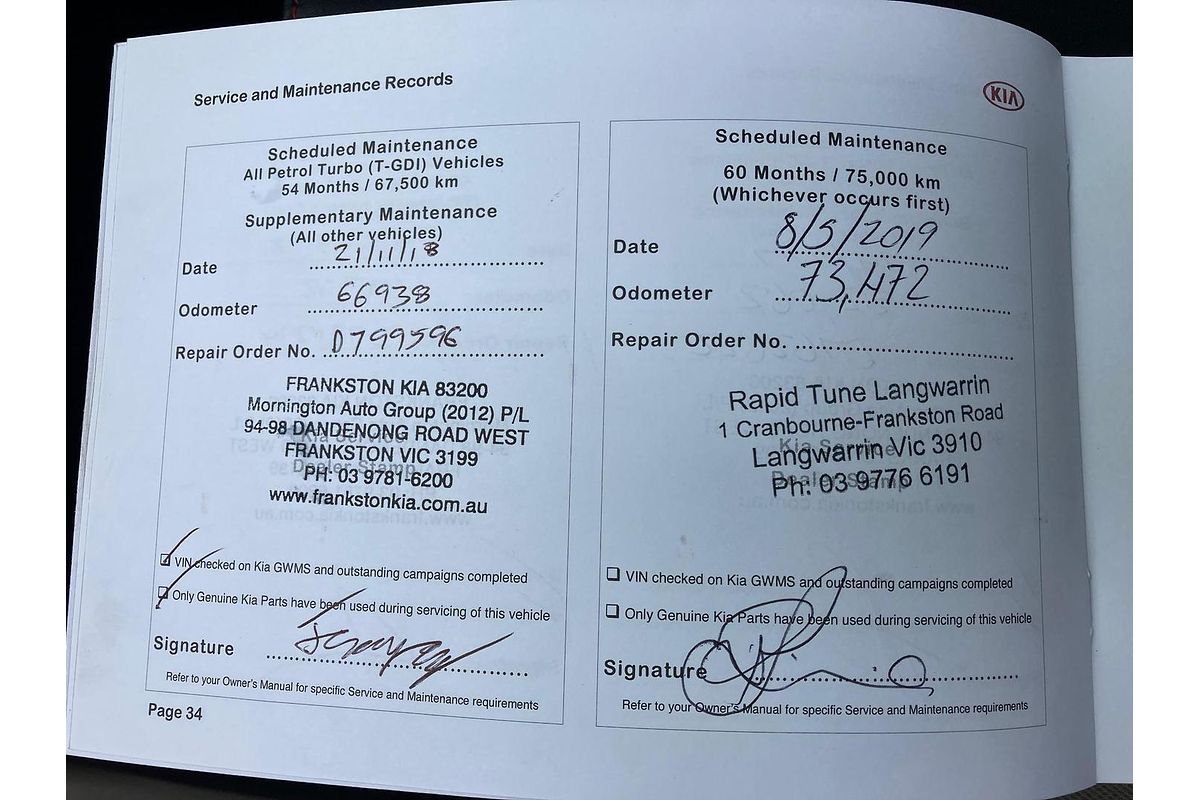 Service and Maintenance Records
KIA
Scheduled Maintenance
All Petrol Turbo (T-GDI) Vehicles
54 Months / 67,500 km
Supplementary Maintenance
(All other vehicles)
Date 21/11/18
Odometer 66938
Repair Order No. D799596
FRANKSTON KIA 83200
Mornington Auto Group (2012) P/L
94-98 DANDENONG ROAD WEST
FRANKSTON VIC 3199
PH: 03 9781-6200
www.frankstonkia.com.au
Kia Service
Dealer Stamp
VIN checked on Kia GWMS and outstanding campaigns completed
Only Genuine Kia Parts have been used during servicing of this vehicle
Signature
Refer to your Owner's Manual for specific Service and Maintenance requirements
Page 34
Scheduled Maintenance
60 Months / 75,000 km
(Whichever occurs first)
Date 8/5/2019
Odometer 73,472
Repair Order No.
Rapid Tune Langwarrin
1 Cranbourne-Frankston Road
Langwarrin Vic 3910
Ph: 03 9776 6191
Kia Service
Dealer Stamp
VIN checked on Kia GWMS and outstanding campaigns completed
Only Genuine Kia Parts have been used during servicing of this vehicle
Signature
Refer to your Owner's Manual for specific Service and Maintenance requirements